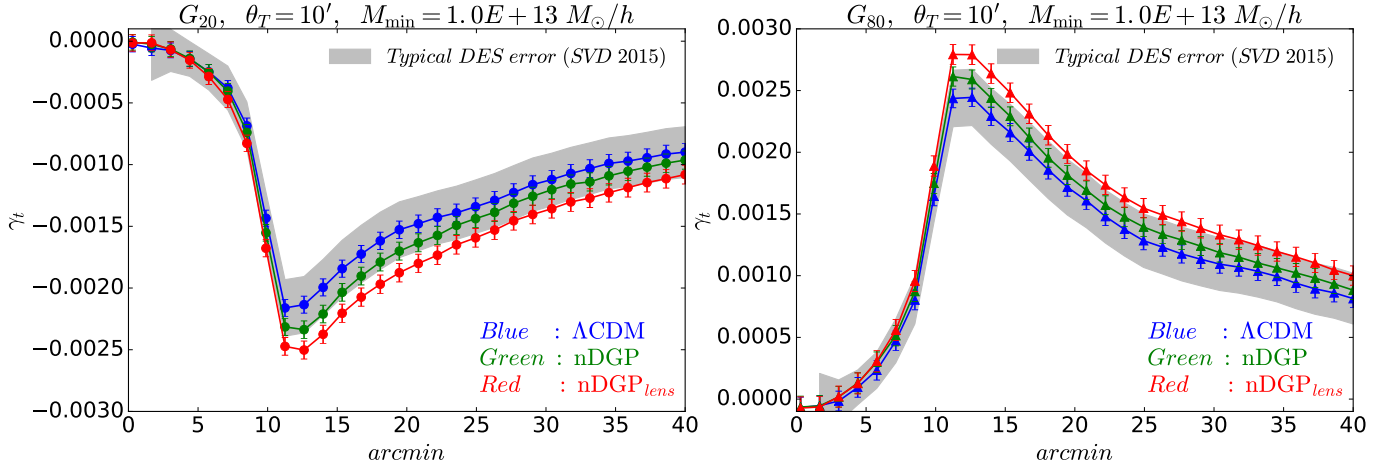 G20, θT = 10′, Mmin = 1.0E + 13 M⊙/h
0.0000
−0.0005
−0.0010
−0.0015
−0.0020
−0.0025
−0.0030
γt
Typical DES error (SVD 2015)
Blue : ΛCDM
Green : nDGP
Red : nDGPlens
0 5 10 15 20 25 30 35 40
arcmin
G80, θT = 10′, Mmin = 1.0E + 13 M⊙/h
0.0030
0.0025
0.0020
0.0015
0.0010
0.0005
0.0000
γt
Typical DES error (SVD 2015)
Blue : ΛCDM
Green : nDGP
Red : nDGPlens
0 5 10 15 20 25 30 35 40
arcmin